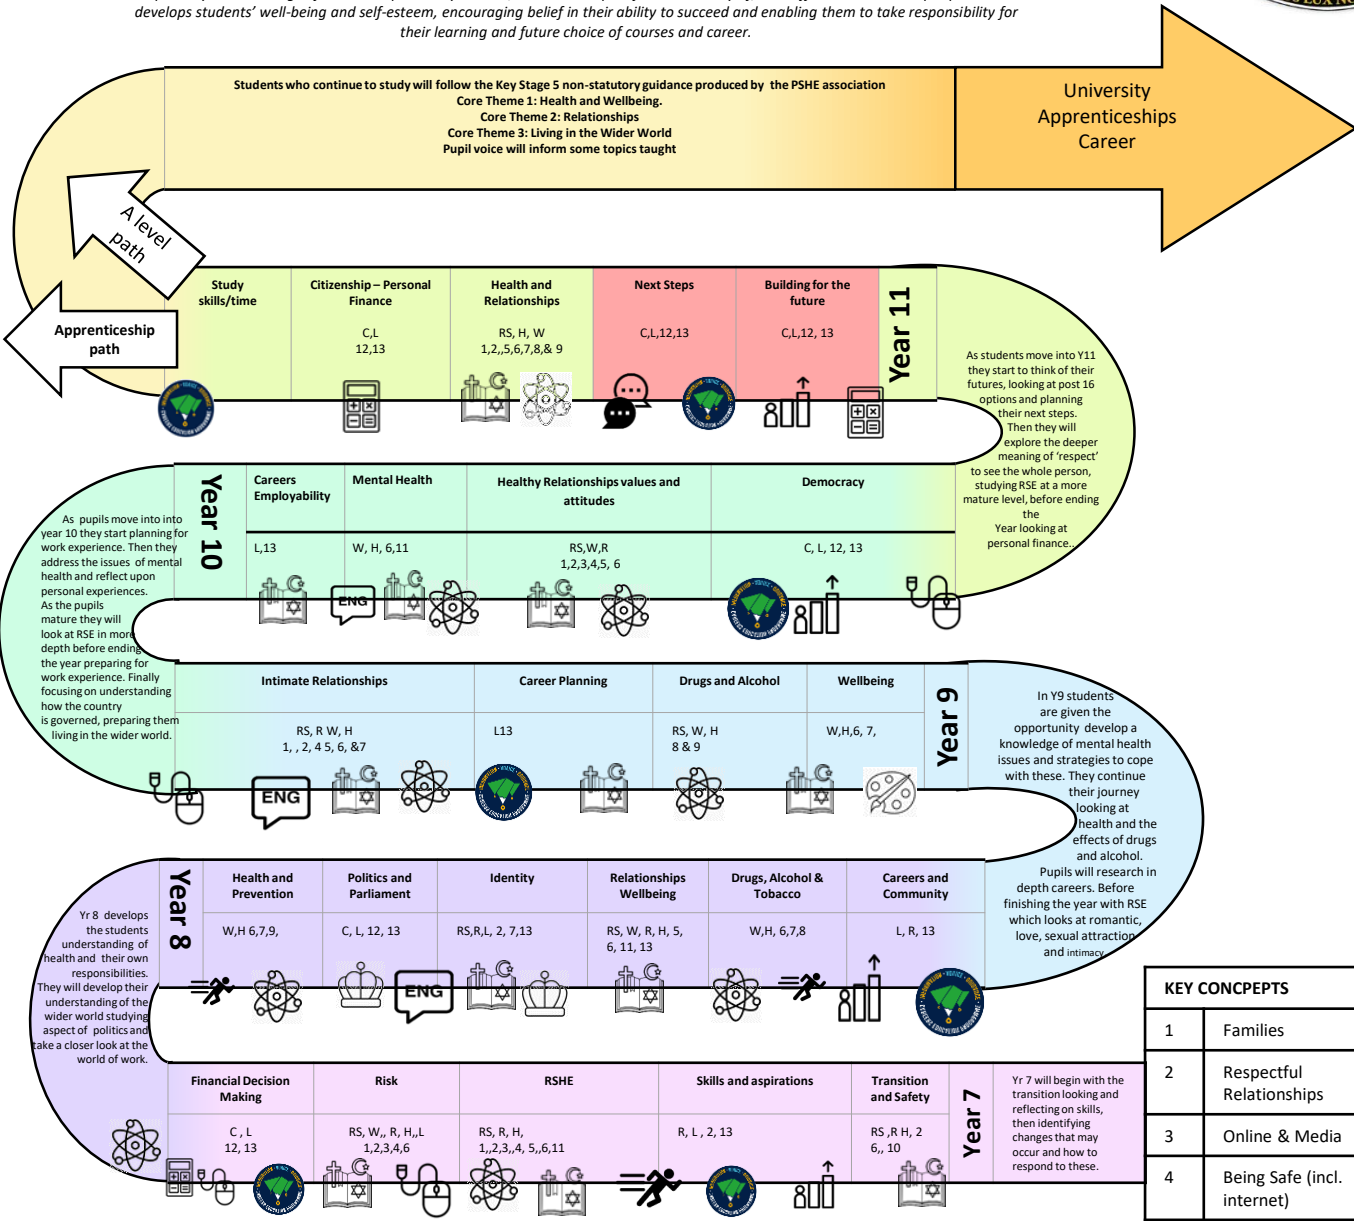 develops students’ well-being and self-esteem, encouraging belief in their ability to succeed and enabling them to take responsibility for
their learning and future choice of courses and career.
Students who continue to study will follow the Key Stage 5 non-statutory guidance produced by the PSHE association
Core Theme 1: Health and Wellbeing.
Core Theme 2: Relationships
Core Theme 3: Living in the Wider World
Pupil voice will inform some topics taught
University
Apprenticeships
Career
A level
path
Apprenticeship
path
Study
skills/time
Citizenship – Personal
Finance
C,L
12,13
Health and
Relationships
RS, H, W
1,2,,5,6,7,8,& 9
Next Steps
C,L,12,13
Building for the
future
C,L,12, 13
Year 11
As students move into Y11
they start to think of their
futures, looking at post 16
options and planning
their next steps.
Then they will
explore the deeper
meaning of ‘respect’
to see the whole person,
studying RSE at a more
mature level, before ending
the
Year looking at
personal finance..
As pupils move into into
year 10 they start planning for
work experience. Then they
address the issues of mental
health and reflect upon
personal experiences.
As the pupils
mature they will
look at RSE in more
depth before ending
the year preparing for
work experience. Finally
focusing on understanding
how the country
is governed, preparing them
living in the wider world.
Year 10
Careers
Employability
L,13
Mental Health
W, H, 6,11
ENG
Healthy Relationships values and
attitudes
RS,W,R
1,2,3,4,5, 6
Democracy
C, L, 12, 13
Intimate Relationships
RS, R W, H
1, , 2, 4 5, 6, &7
ENG
Career Planning
L13
Drugs and Alcohol
RS, W, H
8 & 9
Wellbeing
W,H,6, 7,
Year 9
In Y9 students
are given the
opportunity develop a
knowledge of mental health
issues and strategies to cope
with these. They continue
their journey
looking at
health and the
effects of drugs
and alcohol.
Pupils will research in
depth careers. Before
finishing the year with RSE
which looks at romantic,
love, sexual attraction
and intimacy
Yr 8 develops
the students
understanding of
health and their own
responsibilities.
They will develop their
understanding of the
wider world studying
aspect of politics and
take a closer look at the
world of work.
Year 8
Health and
Prevention
W,H 6,7,9,
Politics and
Parliament
C, L, 12, 13
ENG
Identity
RS,R,L, 2, 7,13
Relationships
Wellbeing
RS, W, R, H, 5,
6, 11, 13
Drugs, Alcohol &
Tobacco
W,H, 6,7,8
Careers and
Community
L, R, 13
Financial Decision
Making
C , L
12, 13
Risk
RS, W,, R, H,,L
1,2,3,4,6
RSHE
RS, R, H,
1,,2,3,,4, 5,,6,11
Skills and aspirations
R, L , 2, 13
Transition
and Safety
RS ,R H, 2
6,, 10
Year 7
Yr 7 will begin with the
transition looking and
reflecting on skills,
then identifying
changes that may
occur and how to
respond to these.
KEY CONCPEPTS
1 Families
2 Respectful
Relationships
3 Online & Media
4 Being Safe (incl.
internet)